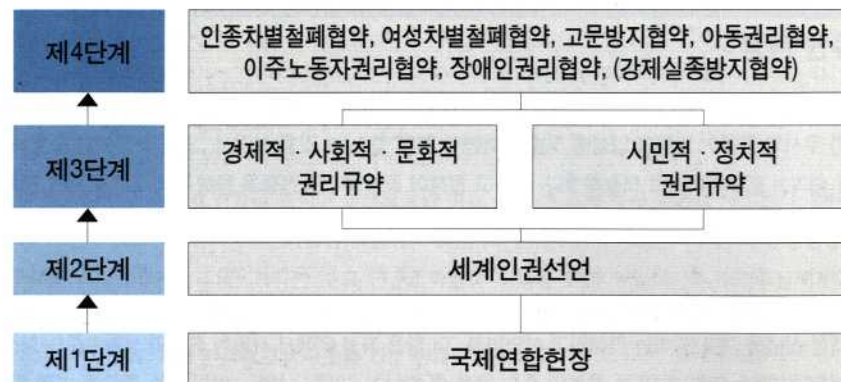 제4단계
인종차별철폐협약, 여성차별철폐협약, 고문방지협약, 아동권리협약,
이주노동자권리협약, 장애인권리협약, (강제실종방지협약)
제3단계
경제적 · 사회적 · 문화적
권리규약
시민적 · 정치적
권리규약
제2단계
세계인권선언
제1단계
국제연합헌장